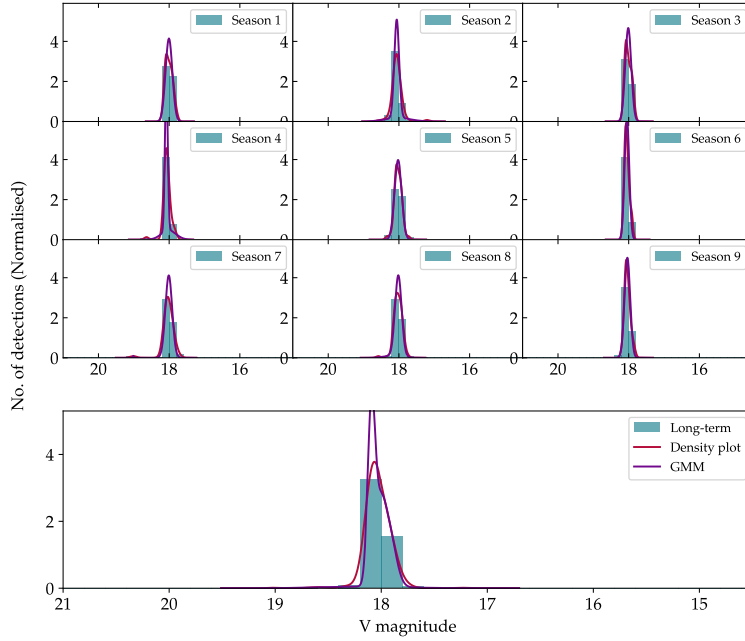 4
2
0
Season 1
Season 2
Season 3
4
2
0
Season 4
Season 5
Season 6
4
2
0
Season 7
Season 8
Season 9
20 18 16 20 18 16 20 18 16
No. of detections (Normalised)
4
2
0
Long-term
Density plot
GMM
21 20 19 18 17 16 15
V magnitude